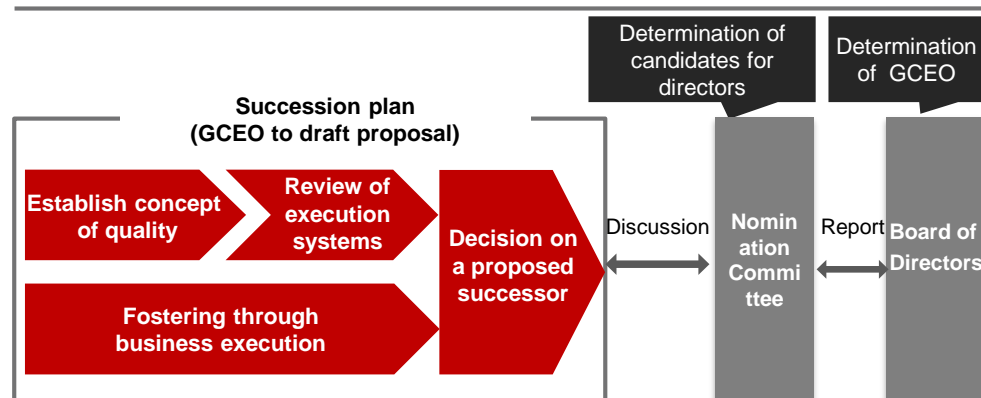 Determination of
candidates for
directors
Determination
of GCEO
Succession plan
(GCEO to draft proposal)
Establish concept
of quality
Review of
execution
systems
Decision on
a proposed
successor
Fostering through
business execution
Discussion
Nomin
ation
Commi
ttee
Report
Board of
Directors